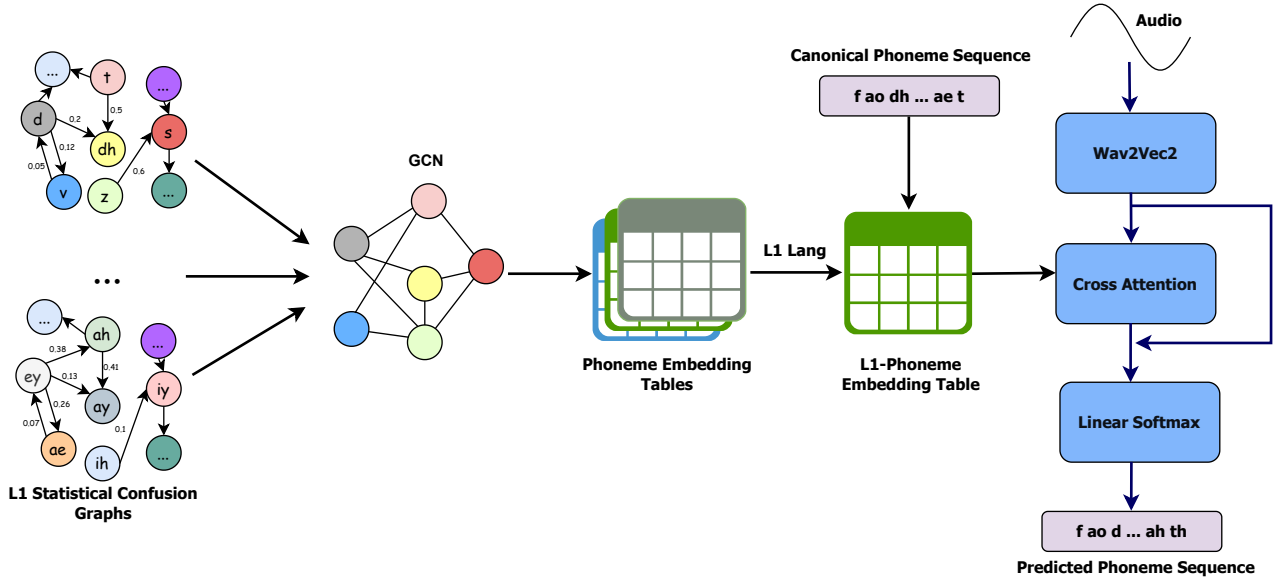 ...
t
d
0.2
0.5
0.12
0.05
dh
v
...
s
z
0.6
...
...
...
ah
0.38
ey
0.13
0.41
ay
0.26
0.07
ae
...
iy
0.1
ih
...
L1 Statistical Confusion
Graphs
GCN
Phoneme Embedding
Tables
L1 Lang
Canonical Phoneme Sequence
f ao dh ... ae t
L1-Phoneme
Embedding Table
Audio
Wav2Vec2
Cross Attention
Linear Softmax
f ao d ... ah th
Predicted Phoneme Sequence